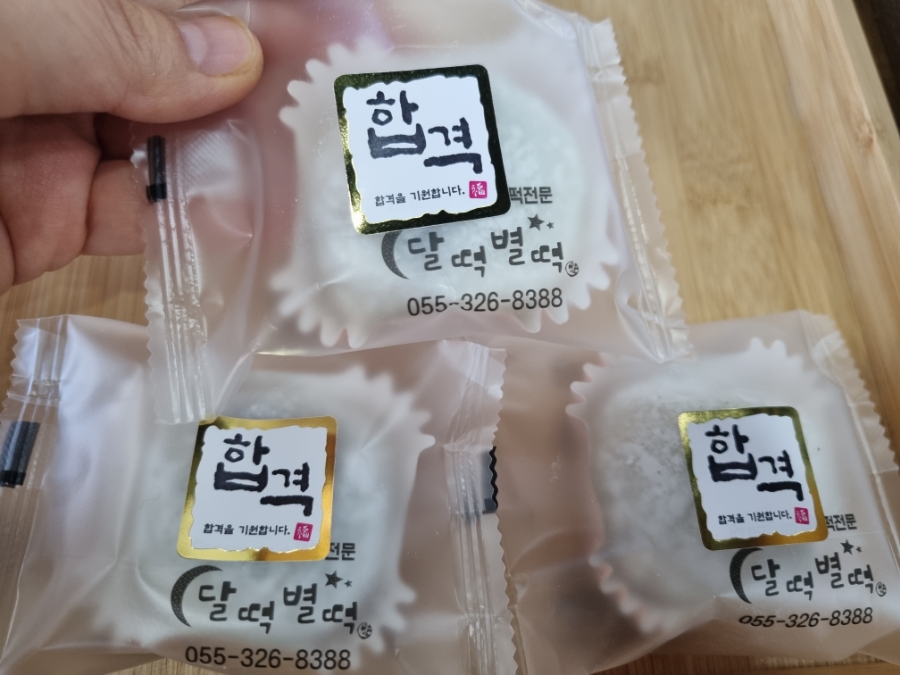 합격
합격을 기원합니다. 福
떡전문
달떡별떡
055-326-8388
합격
합격을 기원합니다. 福
전문
달떡별떡
055-326-8388
합격
합격을 기원합니다. 福
떡전문
달떡별떡
055-326-8388